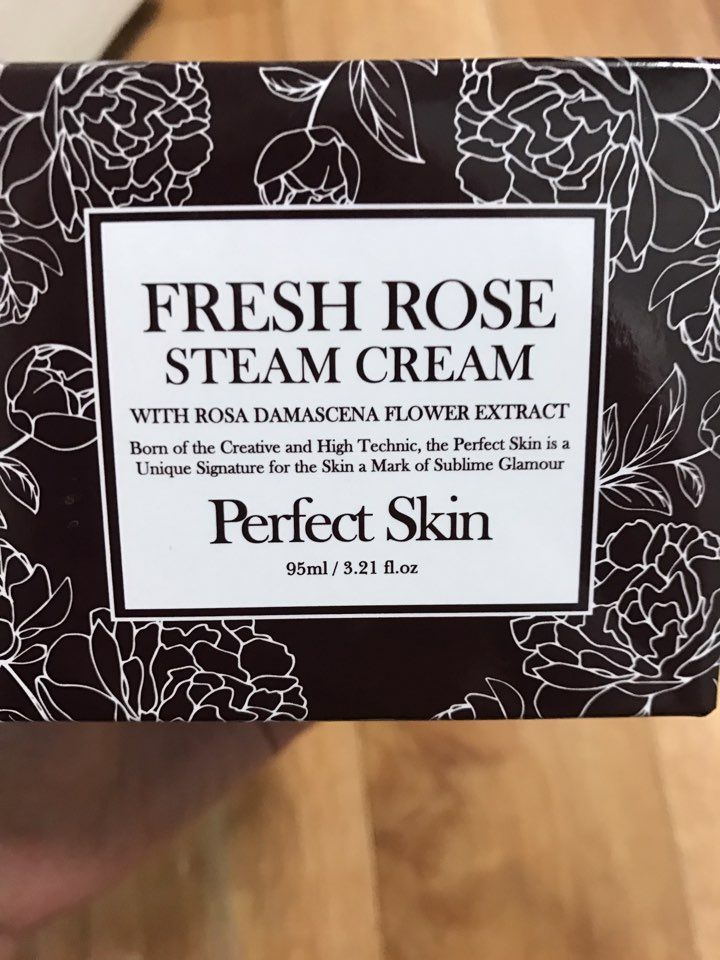 FRESH ROSE
STEAM CREAM
WITH ROSA DAMASCENA FLOWER EXTRACT
Born of the Creative and High Technic, the Perfect Skin is a
Unique Signature for the Skin a Mark of Sublime Glamour
Perfect Skin
95ml / 3.21 fl.oz